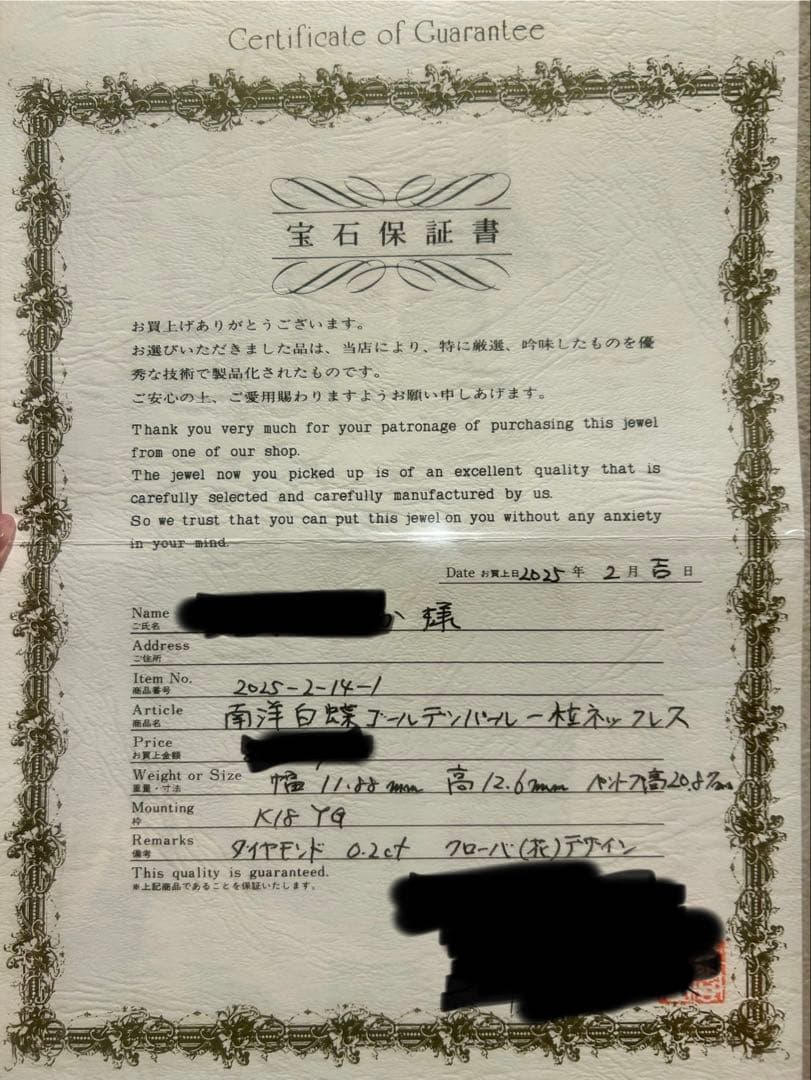 Certificate of Guarantee
宝石保証書
お買上げありがとうございます。
お選びいただきました品は、当店により、特に厳選、吟味したものを優
秀な技術で製品化されたものです。
ご安心の上、ご愛用賜わりますようお願い申しあげます。
Thank you very much for your patronage of purchasing this jewel
from one of our shop.
The jewel now you picked up is of an excellent quality that is
carefully selected and carefully manufactured by us.
So we trust that you can put this jewel on you without any anxiety
in your mind.
Date お買上日 2025 年 2 月 吉 日
Name 様
ご氏名
Address
ご住所
Item No. 2025-2-14-1
商品番号
Article 南洋白蝶ゴールデンパール一粒ネックレス
商品名
Price
お買上金額
Weight or Size 幅 11.88mm 高12.6mm
重量・寸法
Mounting K18 YG
枠
Remarks ダイヤモンド 0.2ct クローバ(花)デザイン
備考
This quality is guaranteed.
※上記商品であることを保証いたします。